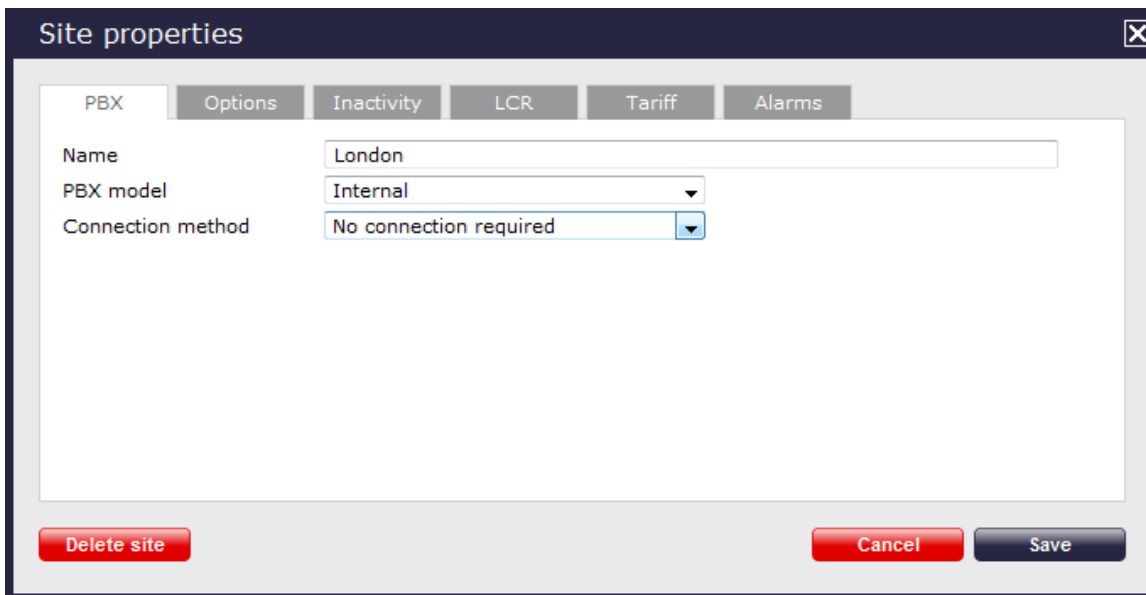 Site properties
PBX Options Inactivity LCR Tariff Alarms
Name London
PBX model Internal
Connection method No connection required
Delete site Cancel Save